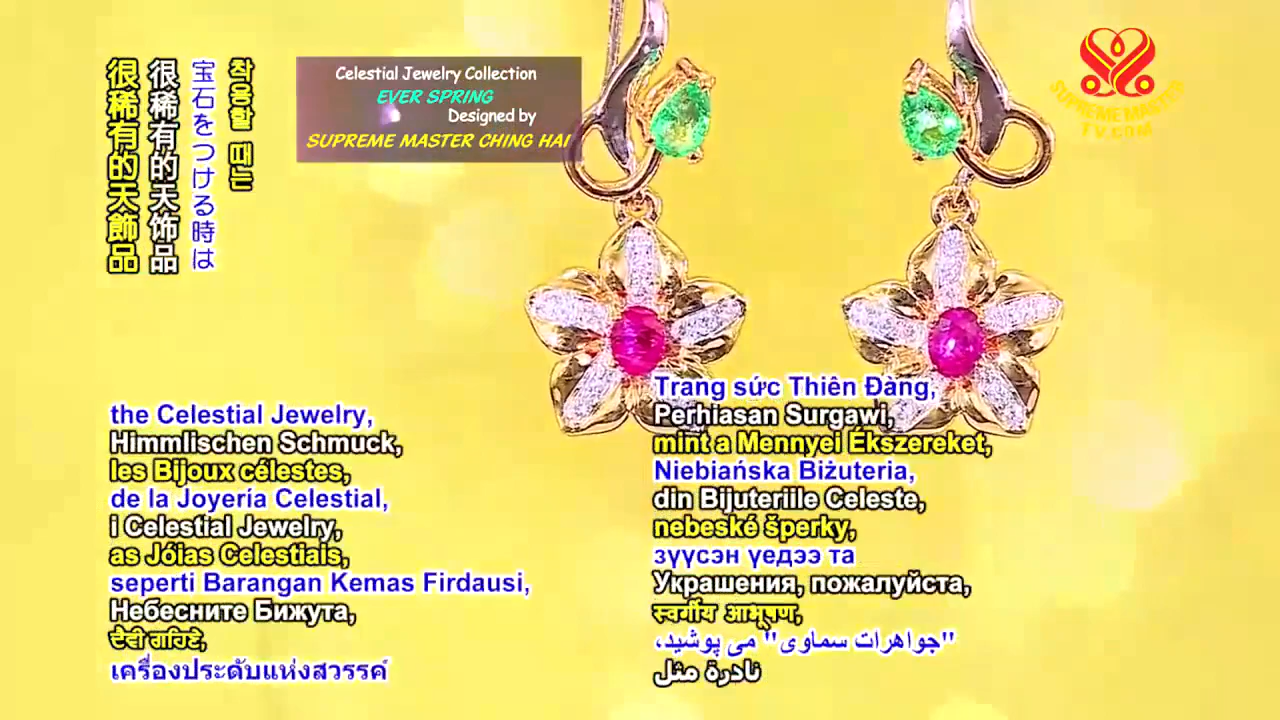 착용할 때는
宝石をつける時は
很稀有的天饰品
很稀有的天飾品
Celestial Jewelry Collection
EVER SPRING
Designed by
SUPREME MASTER CHING HAI
SUPREME MASTER
TV.COM
the Celestial Jewelry,
Himmlischen Schmuck,
les Bijoux célestes,
de la Joyería Celestial,
i Celestial Jewelry,
as Jóias Celestiais,
seperti Barangan Kemas Firdausi,
Небесните Бижута,
ਦੈਵੀ ਗਹਿਣੇ,
เครื่องประดับแห่งสวรรค์
Trang sức Thiên Đàng,
Perhiasan Surgawi,
mint a Mennyei Ékszereket,
Niebiańska Biżuteria,
din Bijuteriile Celeste,
nebeské šperky,
зүүсэн үедээ та
Украшения, пожалуйста,
स्वर्गीय आभूषण,
"جواهرات سماوی" می پوشید،
نادرة مثل